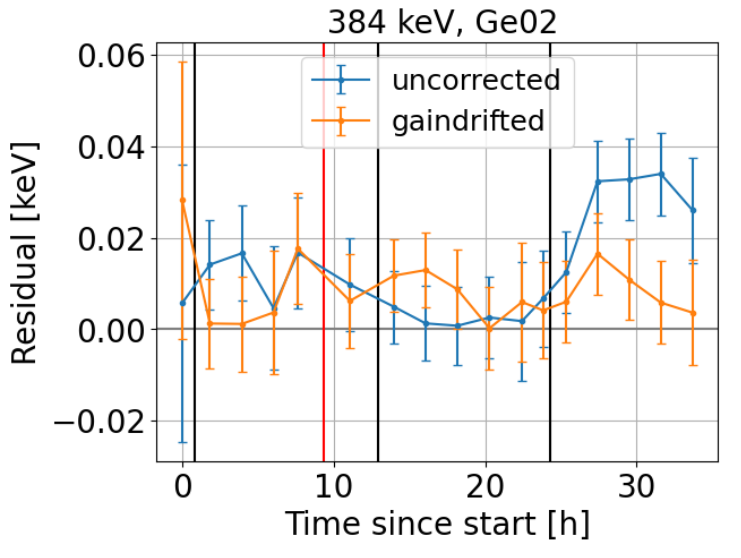 384 keV, Ge02
uncorrected
gaindrifted
0.06
0.04
0.02
0.00
−0.02
Residual [keV]
0 10 20 30
Time since start [h]